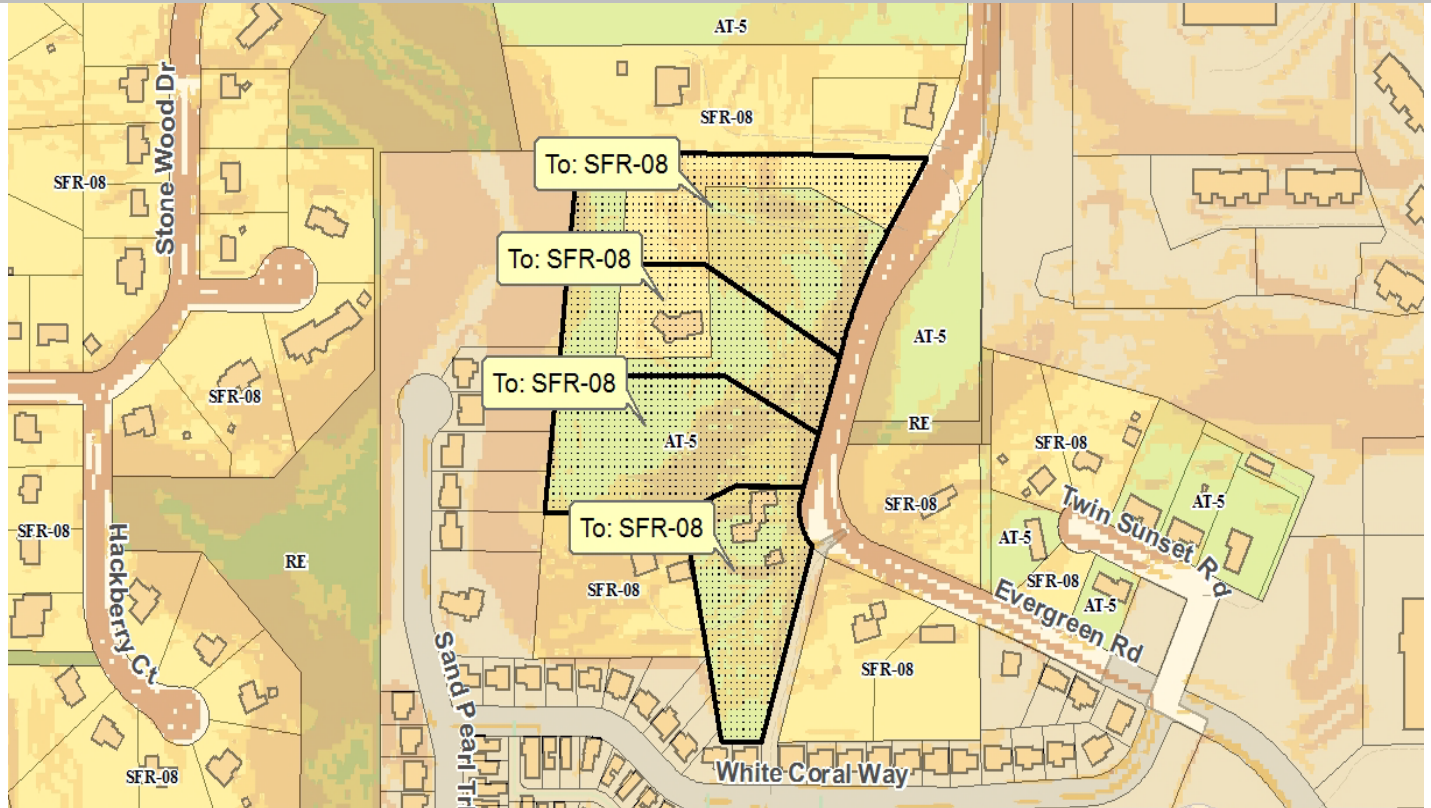 AT-5
Stone Wood Dr
SFR-08
SFR-08
To: SFR-08
To: SFR-08
AT-5
To: SFR-08
SFR-08
RE
AT-5
SFR-08
SFR-08
AT-5
Twin Sunset Rd
SFR-08
Hackberry Ct
RE
To: SFR-08
AT-5
SFR-08
SFR-08
AT-5
Evergreen Rd
Sand Pearl Trl
SFR-08
SFR-08
White Coral Way